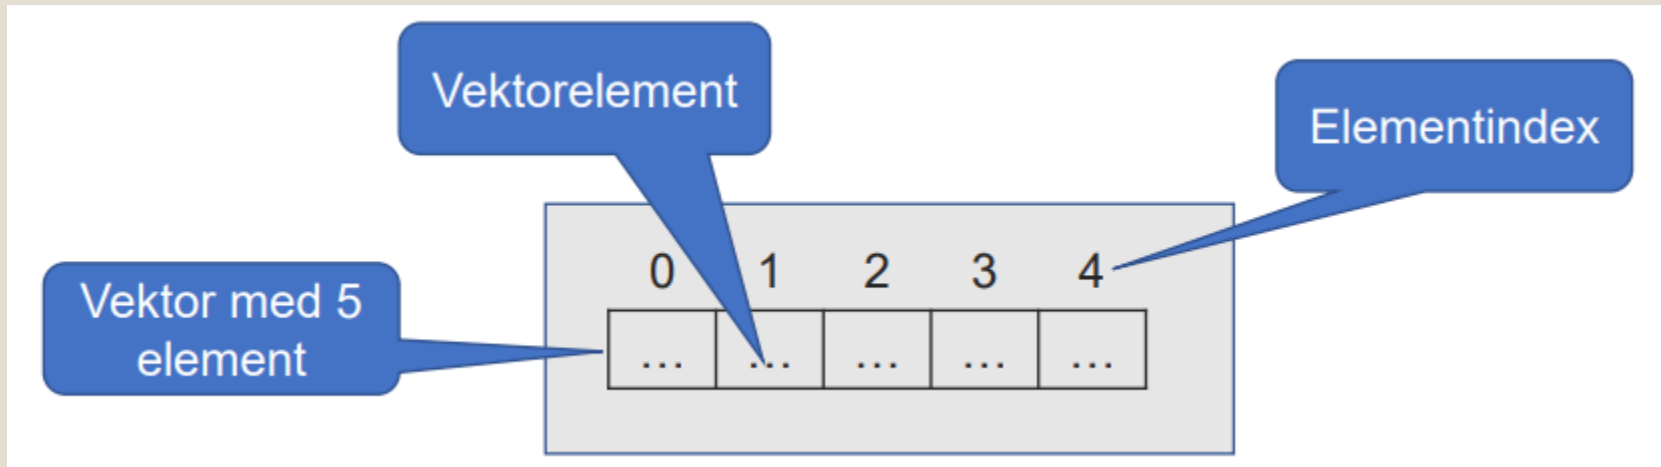 Vektorelement
Elementindex
Vektor med 5
element
0 1 2 3 4
... ... ... ... ...